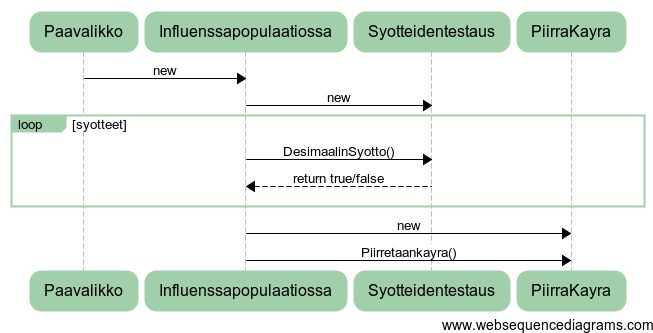 Paavalikko Influenssapopulaatiossa Syotteidentestaus PiirraKayra
new
new
loop [syotteet]
DesimaalinSyotto()
return true/false
new
Piirretaankayra()
Paavalikko Influenssapopulaatiossa Syotteidentestaus PiirraKayra
www.websequencediagrams.com